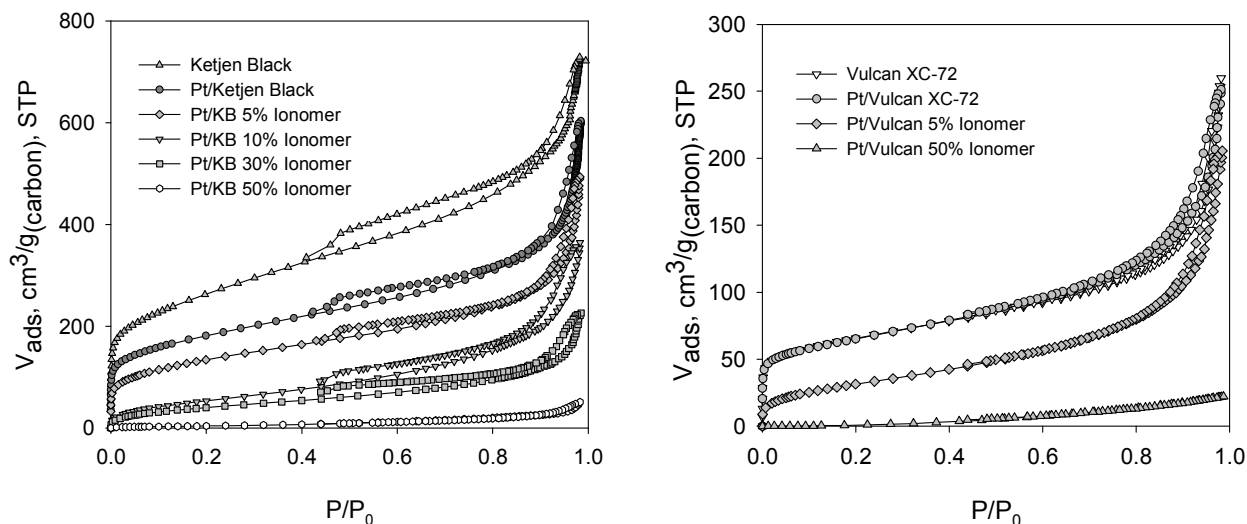 800
600
400
200
0
V_ads, cm³/g_(carbon), STP
Ketjen Black
Pt/Ketjen Black
Pt/KB 5% Ionomer
Pt/KB 10% Ionomer
Pt/KB 30% Ionomer
Pt/KB 50% Ionomer
0.0 0.2 0.4 0.6 0.8 1.0
P/P₀
300
250
200
150
100
50
0
V_ads, cm³/g_(carbon), STP
Vulcan XC-72
Pt/Vulcan XC-72
Pt/Vulcan 5% Ionomer
Pt/Vulcan 50% Ionomer
0.0 0.2 0.4 0.6 0.8 1.0
P/P₀